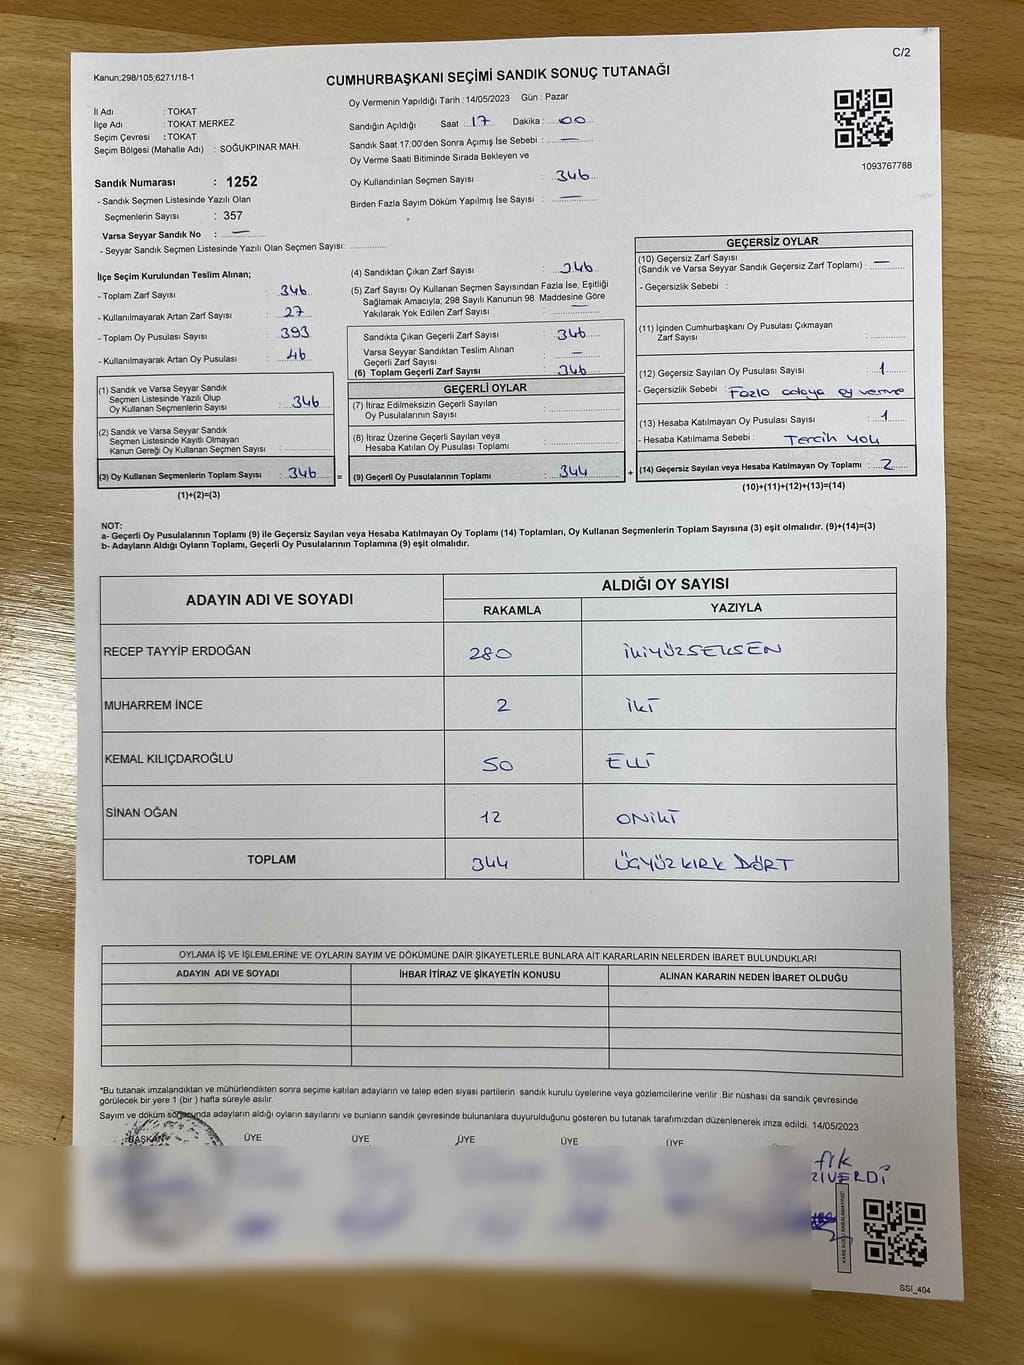 C/2
Kanun;298/105;6271/18-1
CUMHURBAŞKANI SEÇİMİ SANDIK SONUÇ TUTANAĞI
Oy Vermenin Yapıldığı Tarih : 14/05/2023 Gün : Pazar
İl Adı : TOKAT
İlçe Adı : TOKAT MERKEZ
Seçim Çevresi : TOKAT
Seçim Bölgesi (Mahalle Adı) : SOĞUKPINAR MAH.
Sandığın Açıldığı Saat : 17 Dakika : 00
Sandık Saat 17:00'den Sonra Açımış İse Sebebi : —
Oy Verme Saati Bitiminde Sırada Bekleyen ve
Oy Kullandırılan Seçmen Sayısı : 346
Birden Fazla Sayım Döküm Yapılmış İse Sayısı : —
1093767788
Sandık Numarası : 1252
- Sandık Seçmen Listesinde Yazılı Olan
Seçmenlerin Sayısı : 357
Varsa Seyyar Sandık No : —
- Seyyar Sandık Seçmen Listesinde Yazılı Olan Seçmen Sayısı:
İlçe Seçim Kurulundan Teslim Alınan;
- Toplam Zarf Sayısı : 346
- Kullanılmayarak Artan Zarf Sayısı : 27
- Toplam Oy Pusulası Sayısı : 393
- Kullanılmayarak Artan Oy Pusulası : 46
(1) Sandık ve Varsa Seyyar Sandık
Seçmen Listesinde Yazılı Olup
Oy Kullanan Seçmenlerin Sayısı : 346
(2) Sandık ve Varsa Seyyar Sandık
Seçmen Listesinde Kayıtlı Olmayan
Kanun Gereği Oy Kullanan Seçmen Sayısı :
(3) Oy Kullanan Seçmenlerin Toplam Sayısı : 346 =
(1)+(2)=(3)
(4) Sandıktan Çıkan Zarf Sayısı : 346
(5) Zarf Sayısı Oy Kullanan Seçmen Sayısından Fazla İse, Eşitliği
Sağlamak Amacıyla; 298 Sayılı Kanunun 98. Maddesine Göre
Yakılarak Yok Edilen Zarf Sayısı : —
Sandıkta Çıkan Geçerli Zarf Sayısı : 346
Varsa Seyyar Sandıktan Teslim Alınan
Geçerli Zarf Sayısı : —
(6) Toplam Geçerli Zarf Sayısı : 346
GEÇERLİ OYLAR
(7) İtiraz Edilmeksizin Geçerli Sayılan
Oy Pusulalarının Sayısı :
(8) İtiraz Üzerine Geçerli Sayılan veya
Hesaba Katılan Oy Pusulası Toplamı :
(9) Geçerli Oy Pusulalarının Toplamı : 344 +
GEÇERSİZ OYLAR
(10) Geçersiz Zarf Sayısı
(Sandık ve Varsa Seyyar Sandık Geçersiz Zarf Toplamı) : —
- Geçersizlik Sebebi :
(11) İçinden Cumhurbaşkanı Oy Pusulası Çıkmayan
Zarf Sayısı :
(12) Geçersiz Sayılan Oy Pusulası Sayısı : 1
- Geçersizlik Sebebi : Fazla adaya oy verme
(13) Hesaba Katılmayan Oy Pusulası Sayısı : 1
- Hesaba Katılmama Sebebi : Tercih yok
(14) Geçersiz Sayılan veya Hesaba Katılmayan Oy Toplamı : 2
(10)+(11)+(12)+(13)=(14)
NOT:
a- Geçerli Oy Pusulalarının Toplamı (9) ile Geçersiz Sayılan veya Hesaba Katılmayan Oy Toplamı (14) Toplamları, Oy Kullanan Seçmenlerin Toplam Sayısına (3) eşit olmalıdır. (9)+(14)=(3)
b- Adayların Aldığı Oyların Toplamı, Geçerli Oy Pusulalarının Toplamına (9) eşit olmalıdır.
ADAYIN ADI VE SOYADI ALDIĞI OY SAYISI
RAKAMLA YAZIYLA
RECEP TAYYİP ERDOĞAN 280 İKİYÜZSEKSEN
MUHARREM İNCE 2 İKİ
KEMAL KILIÇDAROĞLU 50 ELLİ
SİNAN OĞAN 12 ONİKİ
TOPLAM 344 ÜÇYÜZ KIRK DÖRT
OYLAMA İŞ VE İŞLEMLERİNE VE OYLARIN SAYIM VE DÖKÜMÜNE DAİR ŞİKAYETLERLE BUNLARA AİT KARARLARIN NELERDEN İBARET BULUNDUKLARI
ADAYIN ADI VE SOYADI İHBAR İTİRAZ VE ŞİKAYETİN KONUSU ALINAN KARARIN NEDEN İBARET OLDUĞU
*Bu tutanak imzalandıktan ve mühürlendikten sonra seçime katılan adayların ve talep eden siyasi partilerin sandık kurulu üyelerine veya gözlemcilerine verilir .Bir nüshası da sandık çevresinde
görülecek bir yere 1 (bir ) hafta süreyle asılır.
Sayım ve döküm sonunda adayların aldığı oyların sayılarını ve bunların sandık çevresinde bulunanlara duyurulduğunu gösteren bu tutanak tarafımızdan düzenlenerek imza edildi. 14/05/2023
BAŞKAN ÜYE ÜYE ÜYE ÜYE ÜYE
SSI_404